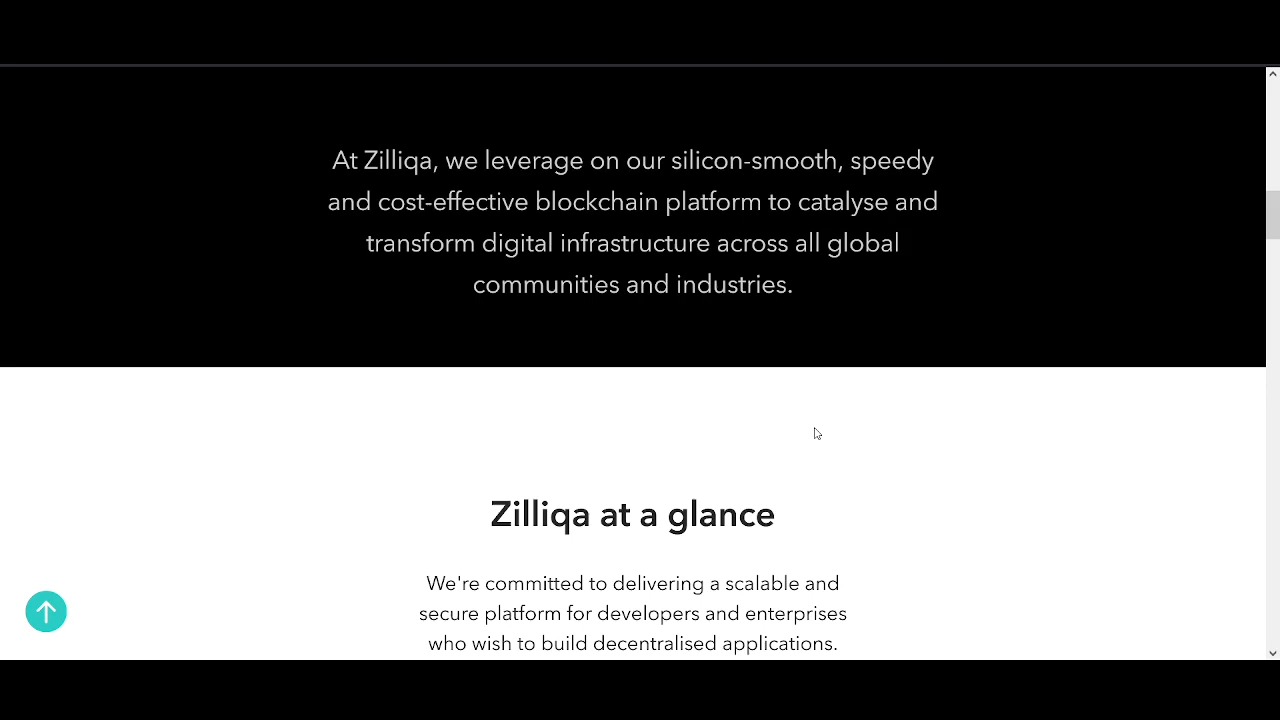 At Zilliqa, we leverage on our silicon-smooth, speedy
and cost-effective blockchain platform to catalyse and
transform digital infrastructure across all global
communities and industries.
Zilliqa at a glance
We're committed to delivering a scalable and
secure platform for developers and enterprises
who wish to build decentralised applications.